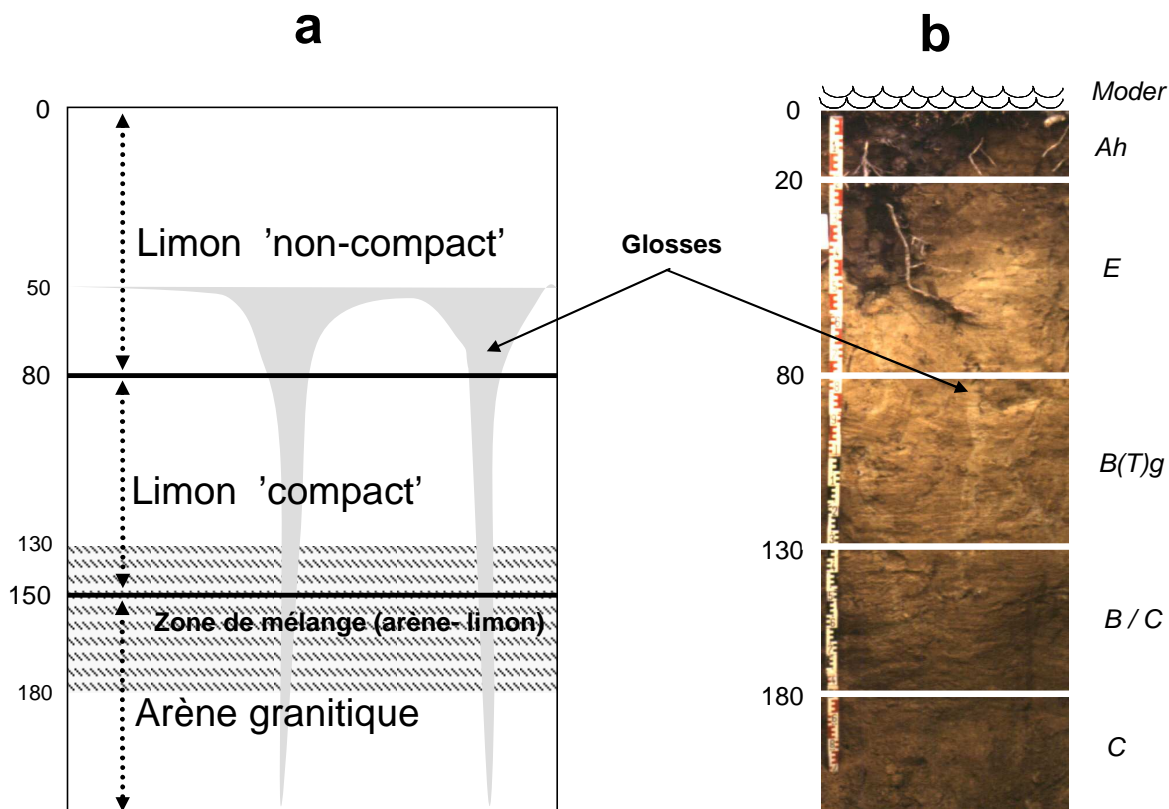 a
0
Limon 'non-compact'
50
80
Limon 'compact'
130
150
Zone de mélange (arène- limon)
180
Arène granitique
Glosses
b
Moder
0
Ah
20
E
80
B(T)g
130
B / C
180
C